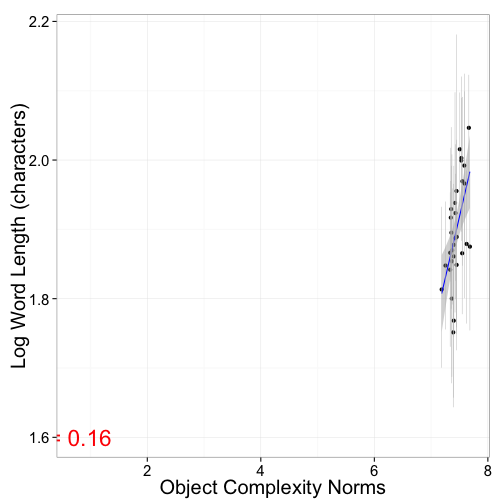 2.2
2.0
1.8
1.6
Log Word Length (characters)
= 0.16
2 4 6 8
Object Complexity Norms